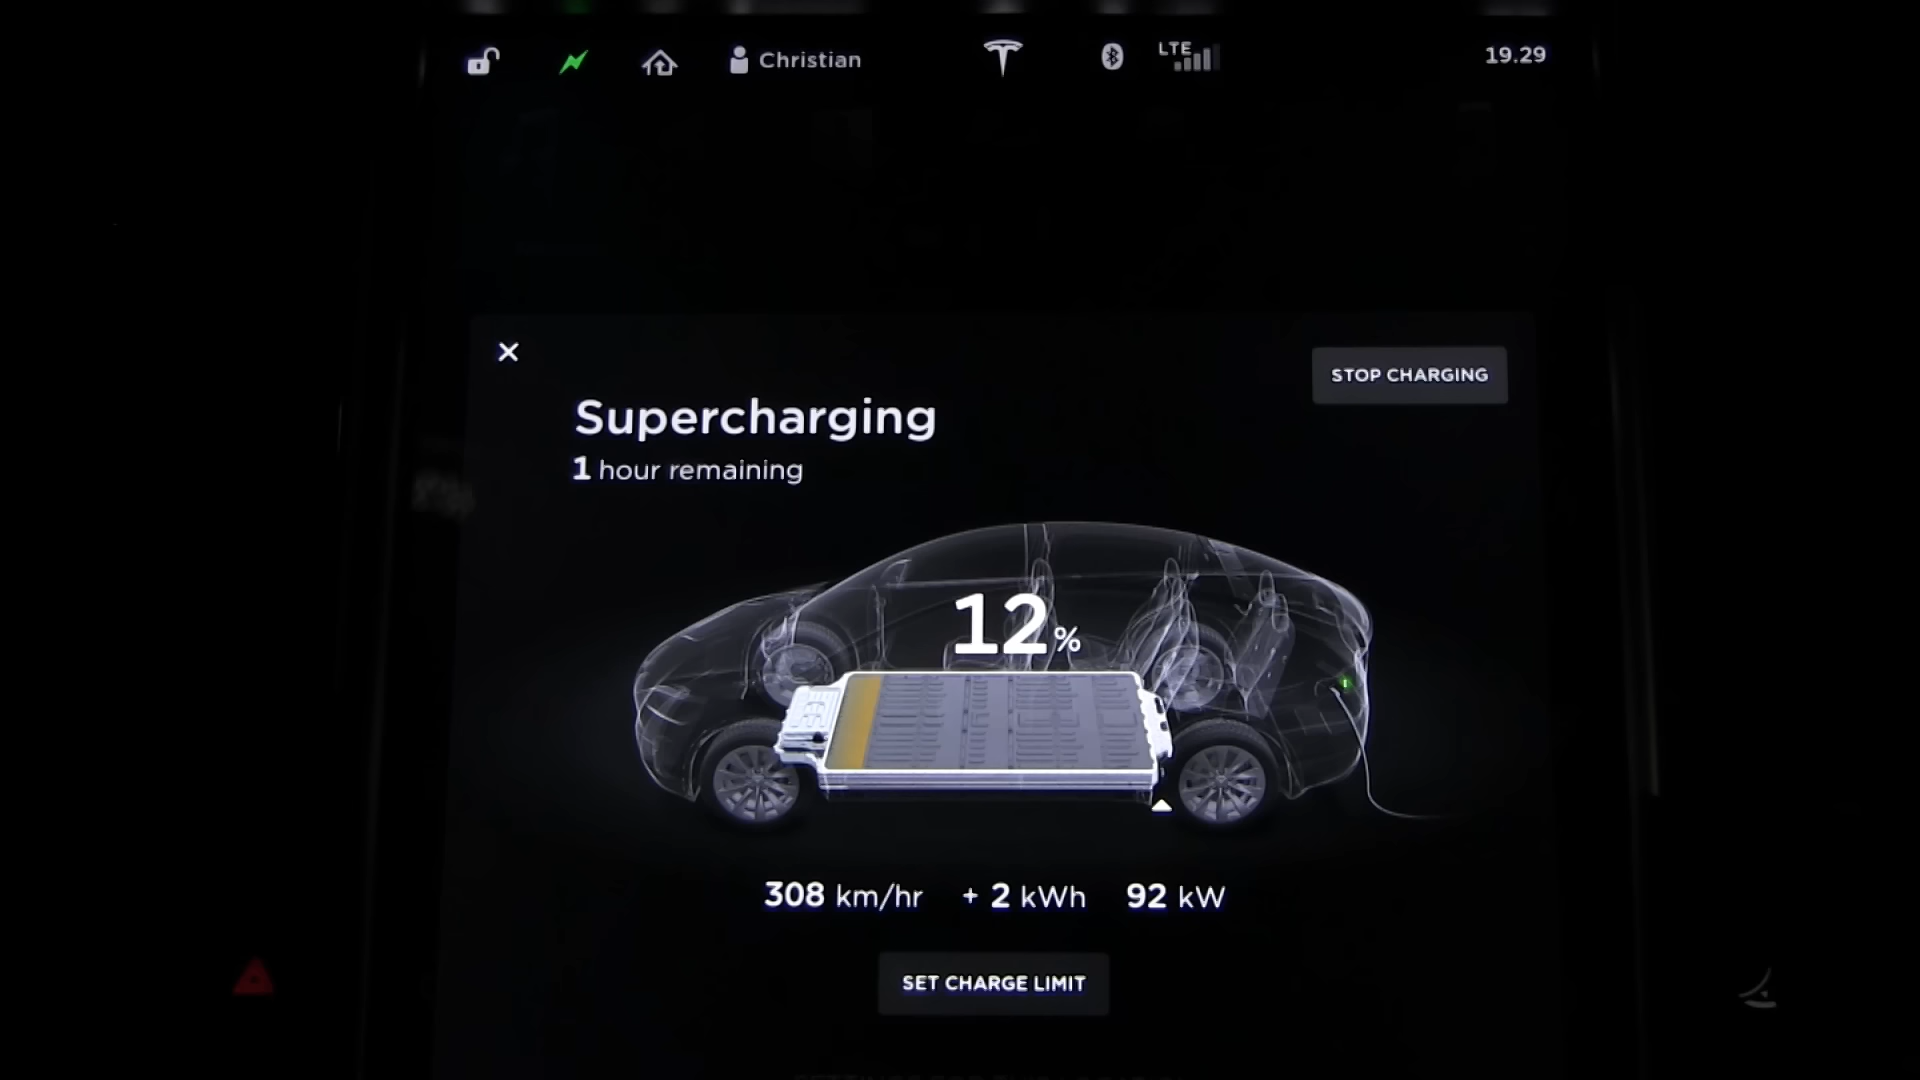 Christian
LTE
19.29
STOP CHARGING
Supercharging
1 hour remaining
12%
308 km/hr + 2 kWh 92 kW
SET CHARGE LIMIT